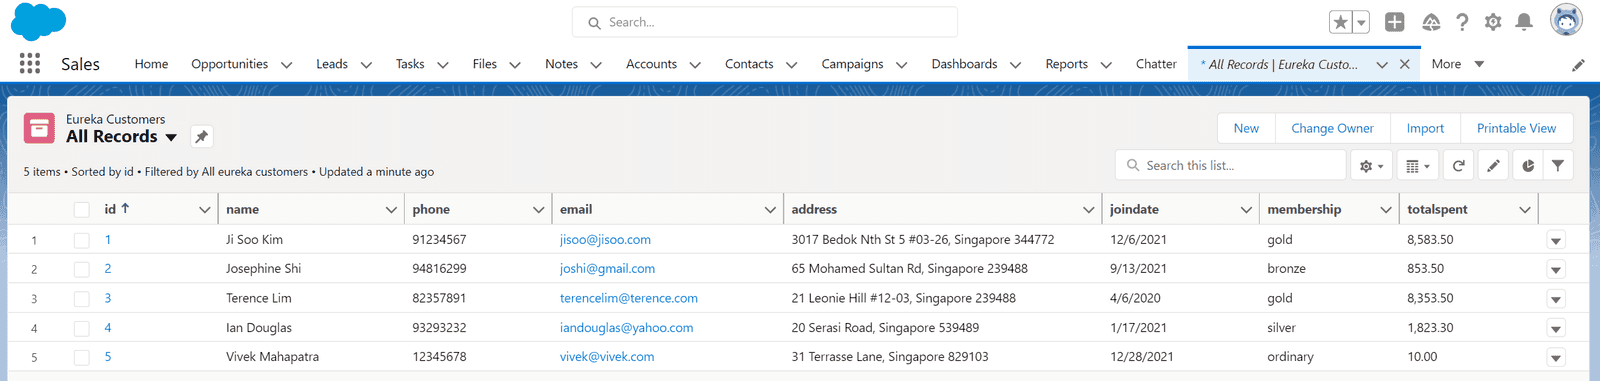 Search...
Sales Home Opportunities Leads Tasks Files Notes Accounts Contacts Campaigns Dashboards Reports Chatter * All Records | Eureka Custo... More
Eureka Customers
All Records
New Change Owner Import Printable View
5 items • Sorted by id • Filtered by All eureka customers • Updated a minute ago
Search this list...
id name phone email address joindate membership totalspent
1 1 Ji Soo Kim 91234567 jisoo@jisoo.com 3017 Bedok Nth St 5 #03-26, Singapore 344772 12/6/2021 gold 8,583.50
2 2 Josephine Shi 94816299 joshi@gmail.com 65 Mohamed Sultan Rd, Singapore 239488 9/13/2021 bronze 853.50
3 3 Terence Lim 82357891 terencelim@terence.com 21 Leonie Hill #12-03, Singapore 239488 4/6/2020 gold 8,353.50
4 4 Ian Douglas 93293232 iandouglas@yahoo.com 20 Serasi Road, Singapore 539489 1/17/2021 silver 1,823.30
5 5 Vivek Mahapatra 12345678 vivek@vivek.com 31 Terrasse Lane, Singapore 829103 12/28/2021 ordinary 10.00